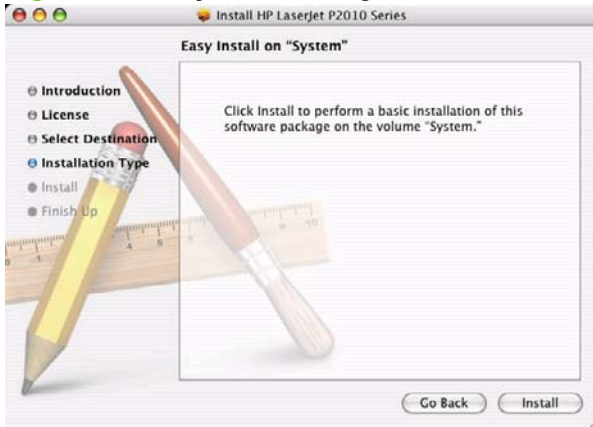 Install HP LaserJet P2010 Series
Easy Install on "System"
Introduction
License
Select Destination
Installation Type
Install
Finish Up
Click Install to perform a basic installation of this
software package on the volume "System."
Go Back
Install